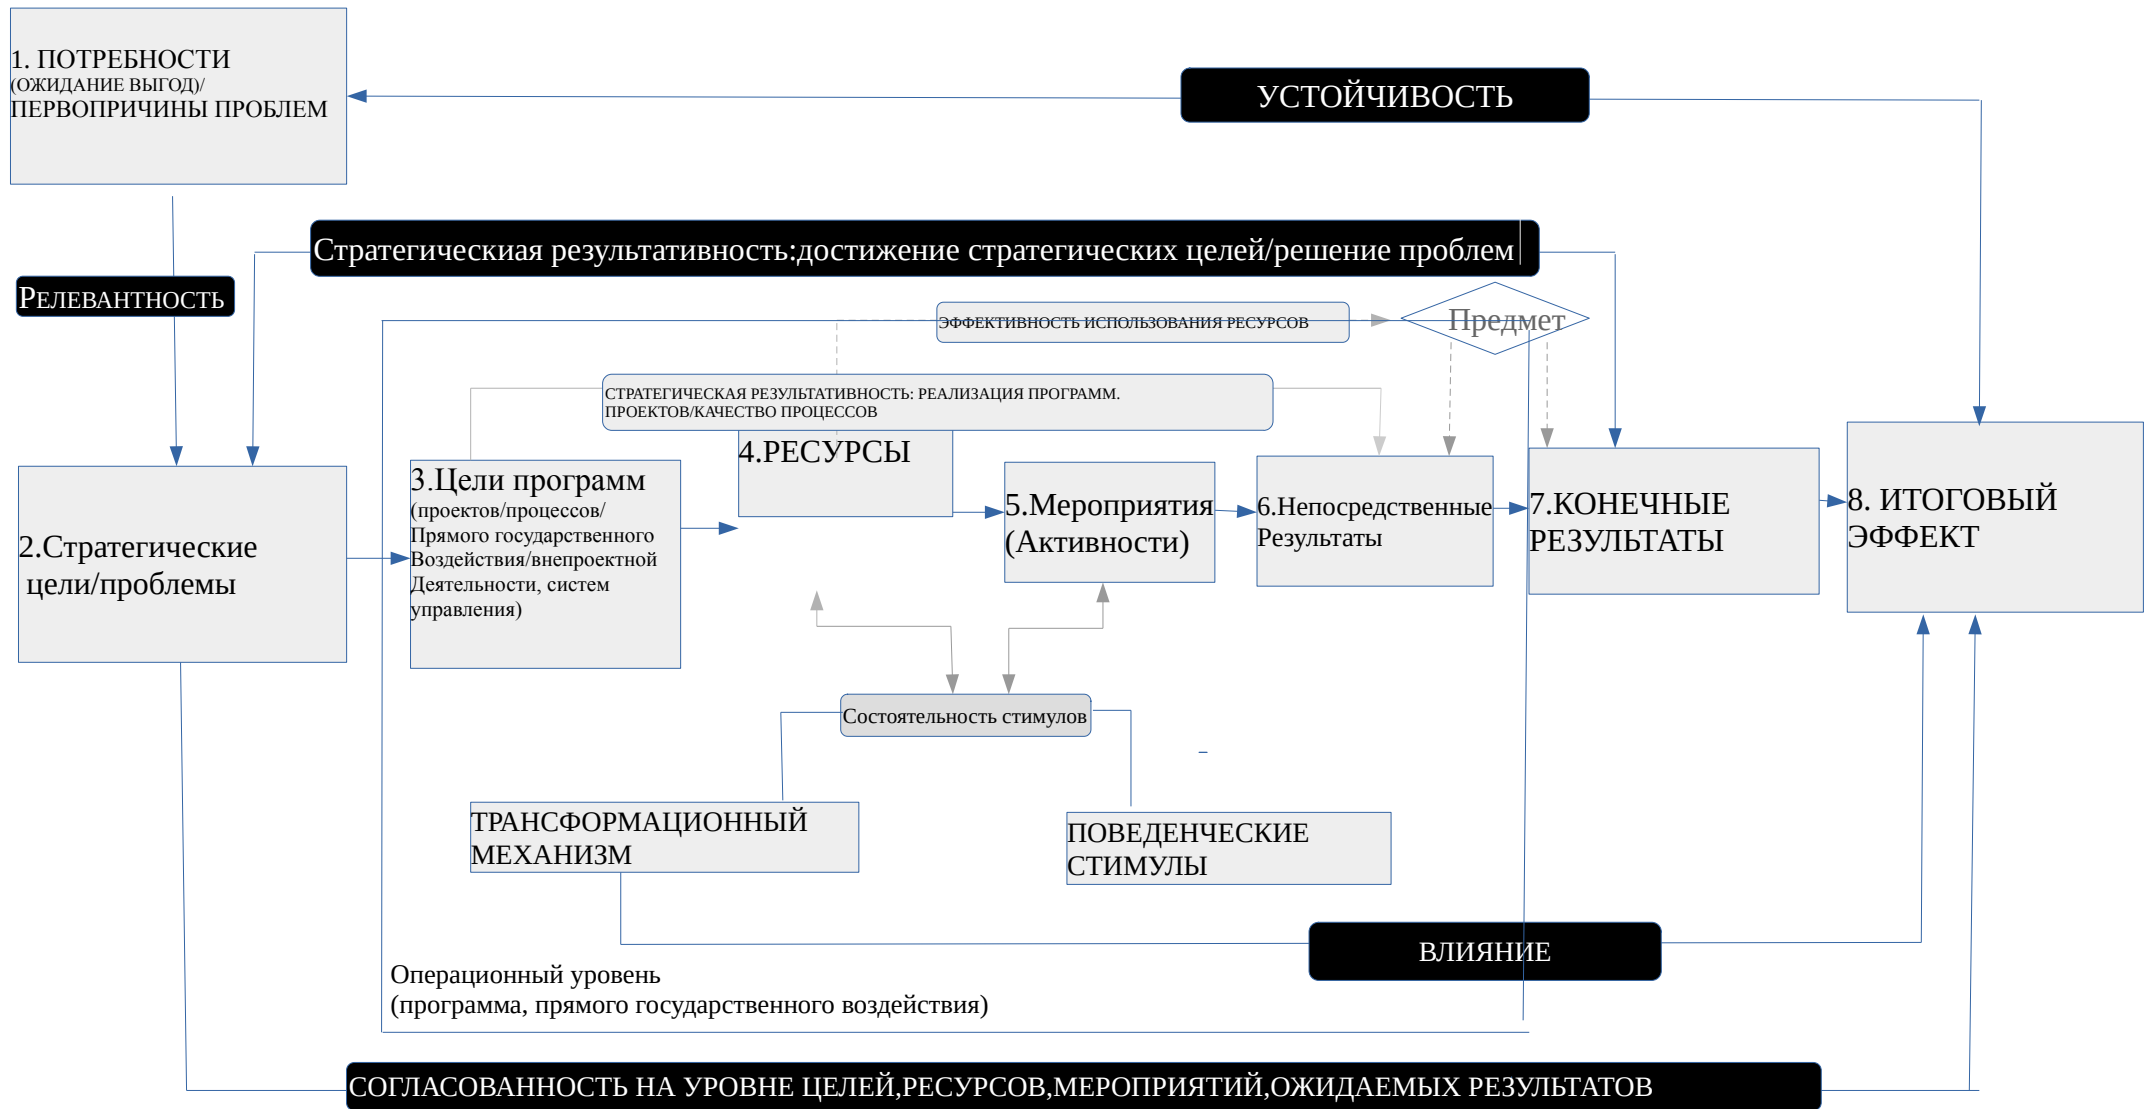 1. ПОТРЕБНОСТИ
(ОЖИДАНИЕ ВЫГОД)/
ПЕРВОПРИЧИНЫ ПРОБЛЕМ
УСТОЙЧИВОСТЬ
Стратегическиая результативность:достижение стратегических целей/решение проблем
РЕЛЕВАНТНОСТЬ
ЭФФЕКТИВНОСТЬ ИСПОЛЬЗОВАНИЯ РЕСУРСОВ
Предмет
СТРАТЕГИЧЕСКАЯ РЕЗУЛЬТАТИВНОСТЬ: РЕАЛИЗАЦИЯ ПРОГРАММ.
ПРОЕКТОВ/КАЧЕСТВО ПРОЦЕССОВ
2.Стратегические
цели/проблемы
3.Цели программ
(проектов/процессов/
Прямого государственного
Воздействия/внепроектной
Деятельности, систем
управления)
4.РЕСУРСЫ
5.Мероприятия
(Активности)
6.Непосредственные
Результаты
7.КОНЕЧНЫЕ
РЕЗУЛЬТАТЫ
8. ИТОГОВЫЙ
ЭФФЕКТ
Состоятельность стимулов
ТРАНСФОРМАЦИОННЫЙ
МЕХАНИЗМ
ПОВЕДЕНЧЕСКИЕ
СТИМУЛЫ
ВЛИЯНИЕ
Операционный уровень
(программа, прямого государственного воздействия)
СОГЛАСОВАННОСТЬ НА УРОВНЕ ЦЕЛЕЙ,РЕСУРСОВ,МЕРОПРИЯТИЙ,ОЖИДАЕМЫХ РЕЗУЛЬТАТОВ